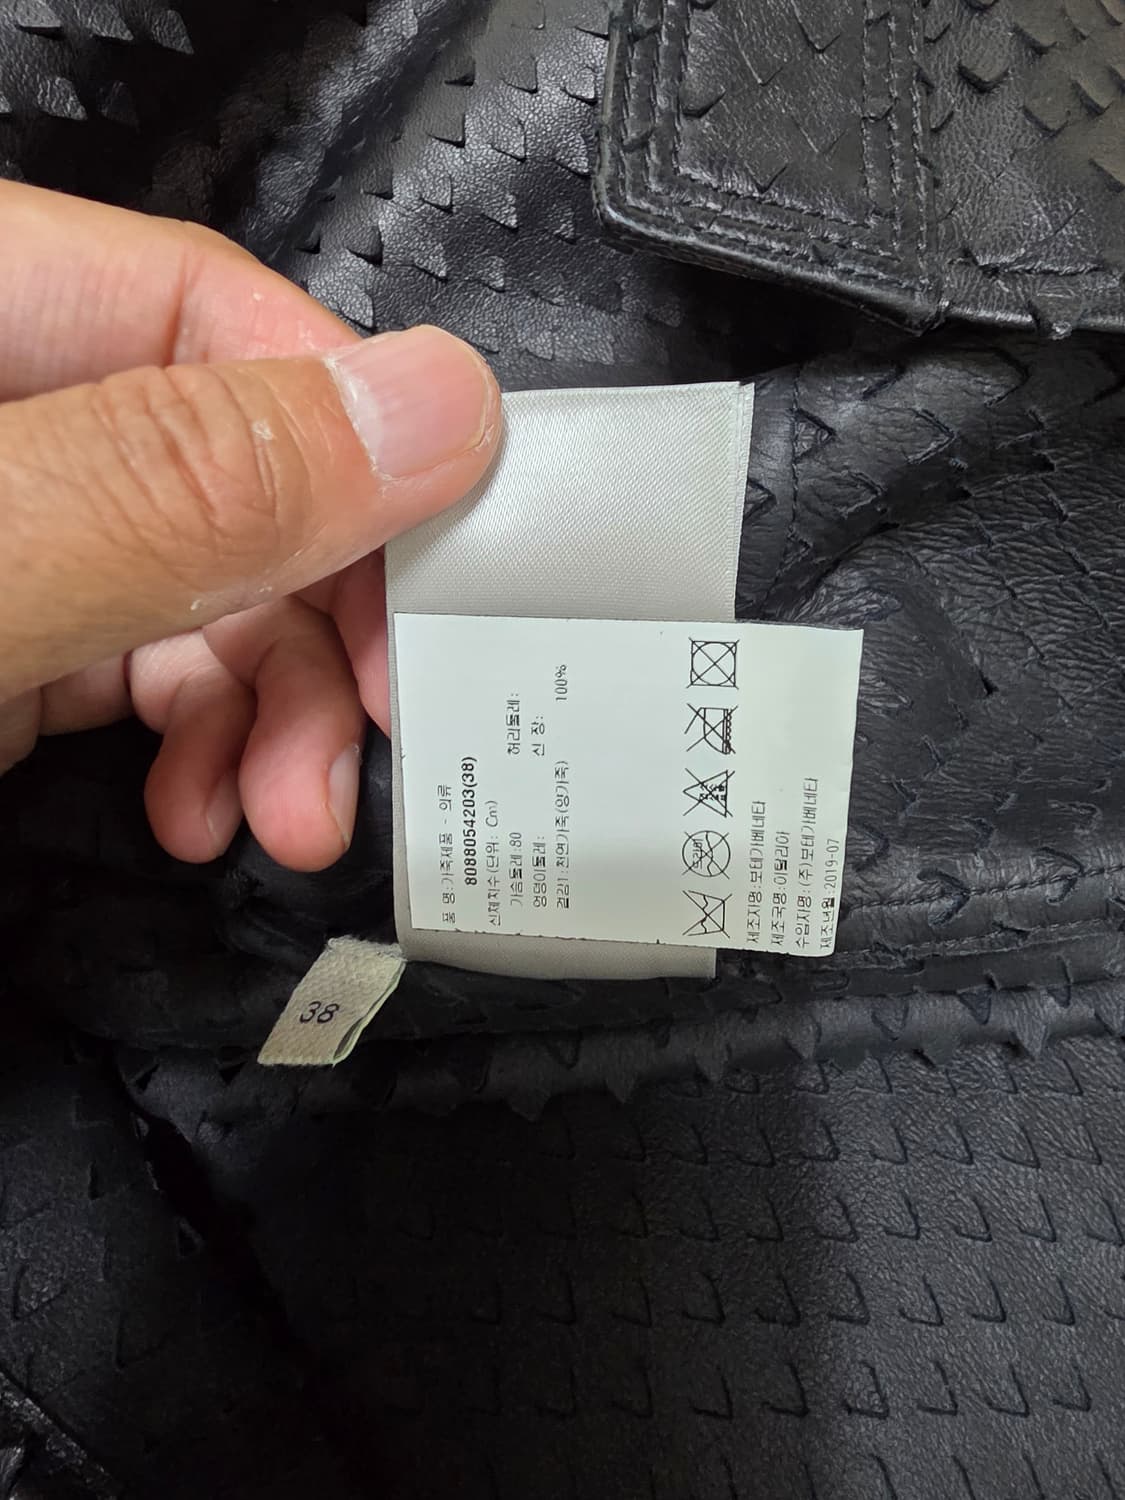 품 명:가죽제품 - 의류
8088054203(38)
신체치수(단위: Cm)
가슴둘레:80 허리둘레:
엉덩이둘레: 신 장:
겉감1:천연가죽(양가죽) 100%
제조자명:보테가베네타
제조국명:이탈리아
수입자명:(주)보테가베네타
제조년월:2019-07
38